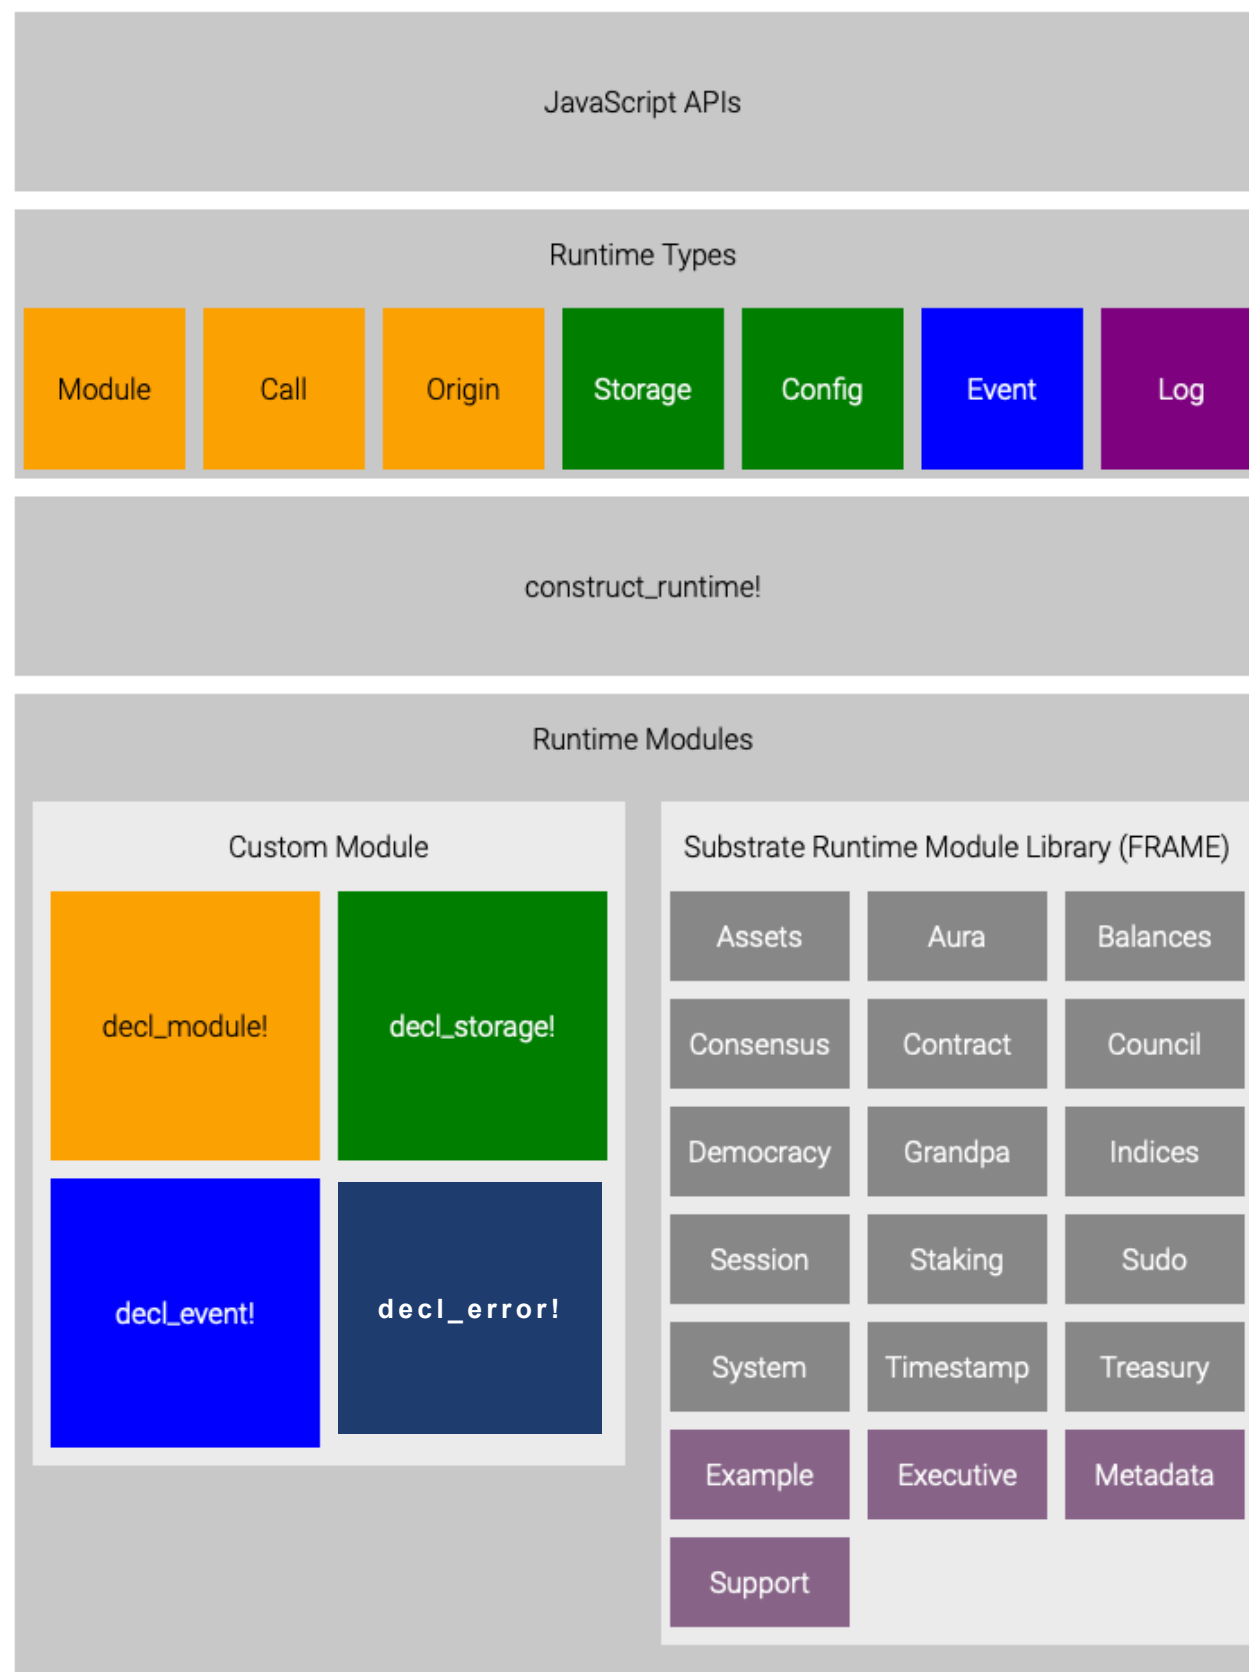 JavaScript APIs
Runtime Types
Module Call Origin Storage Config Event Log
construct_runtime!
Runtime Modules
Custom Module
decl_module! decl_storage!
decl_event! decl_error!
Substrate Runtime Module Library (FRAME)
Assets Aura Balances
Consensus Contract Council
Democracy Grandpa Indices
Session Staking Sudo
System Timestamp Treasury
Example Executive Metadata
Support